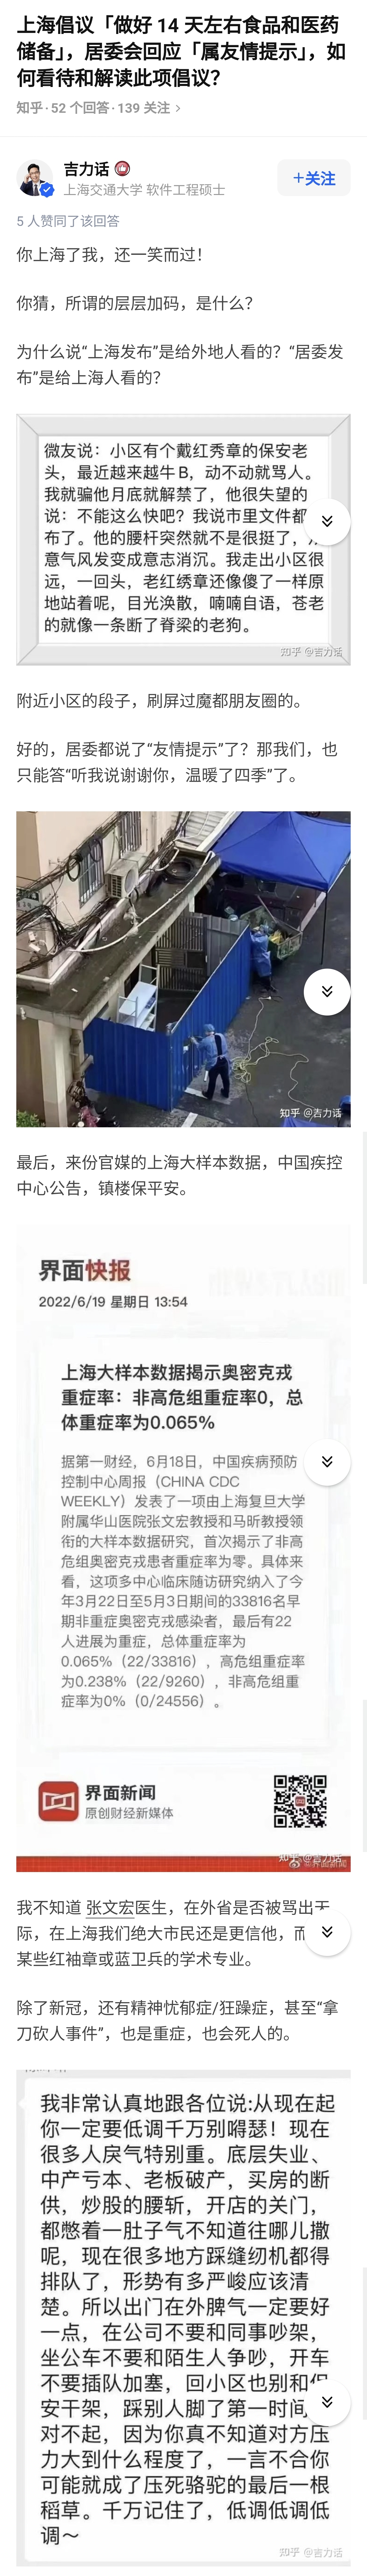 上海倡议「做好 14 天左右食品和医药
储备」，居委会回应「属友情提示」，如
何看待和解读此项倡议？
知乎·52 个回答·139 关注 >
吉力话
上海交通大学 软件工程硕士
+关注
5 人赞同了该回答
你上海了我，还一笑而过！
你猜，所谓的层层加码，是什么？
为什么说“上海发布”是给外地人看的？“居委发
布”是给上海人看的？
微友说：小区有个戴红秀章的保安老
头，最近越来越牛B，动不动就骂人。
我就骗他月底就解禁了，他很失望的
说：不能这么快吧？我说市里文件都
布了。他的腰杆突然就不是很挺了，
意气风发变成意志消沉。我走出小区很
远，一回头，老红绣章还像傻了一样原
地站着呢，目光涣散，喃喃自语，苍老
的就像一条断了脊梁的老狗。
知乎 @吉力话
附近小区的段子，刷屏过魔都朋友圈的。
好的，居委都说了“友情提示”了？那我们，也
只能答“听我说谢谢你，温暖了四季”了。
知乎 @吉力话
最后，来份官媒的上海大样本数据，中国疾控
中心公告，镇楼保平安。
界面快报
2022/6/19 星期日 13:54
上海大样本数据揭示奥密克戎
重症率：非高危组重症率0，总
体重症率为0.065%
据第一财经，6月18日，中国疾病预防
控制中心周报（CHINA CDC
WEEKLY）发表了一项由上海复旦大学
附属华山医院张文宏教授和马昕教授领
衔的大样本数据研究，首次揭示了非高
危组奥密克戎患者重症率为零。具体来
看，这项多中心临床随访研究纳入了今
年3月22日至5月3日期间的33816名早
期非重症奥密克戎感染者，最后有22
人进展为重症，总体重症率为
0.065%（22/33816），高危组重症率
为0.238%（22/9260），非高危组重
症率为0%（0/24556）。
界面新闻
原创财经新媒体
知乎 @吉力话
@界面新闻
我不知道 张文宏医生，在外省是否被骂出天
际，在上海我们绝大市民还是更信他，而
某些红袖章或蓝卫兵的学术专业。
除了新冠，还有精神忧郁症/狂躁症，甚至“拿
刀砍人事件”，也是重症，也会死人的。
我非常认真地跟各位说:从现在起
你一定要低调千万别嘚瑟！现在
很多人戾气特别重。底层失业、
中产亏本、老板破产，买房的断
供，炒股的腰斩，开店的关门，
都憋着一肚子气不知道往哪儿撒
呢，现在很多地方踩缝纫机都得
排队了，形势有多严峻应该清
楚。所以出门在外脾气一定要好
一点，在公司不要和同事吵架，
坐公车不要和陌生人争吵，开车
不要插队加塞，回小区也别和保
安干架，踩别人脚了第一时间
对不起，因为你真不知道对方压
力大到什么程度了，一言不合你
可能就成了压死骆驼的最后一根
稻草。千万记住了，低调低调低
调～
知乎 @吉力话